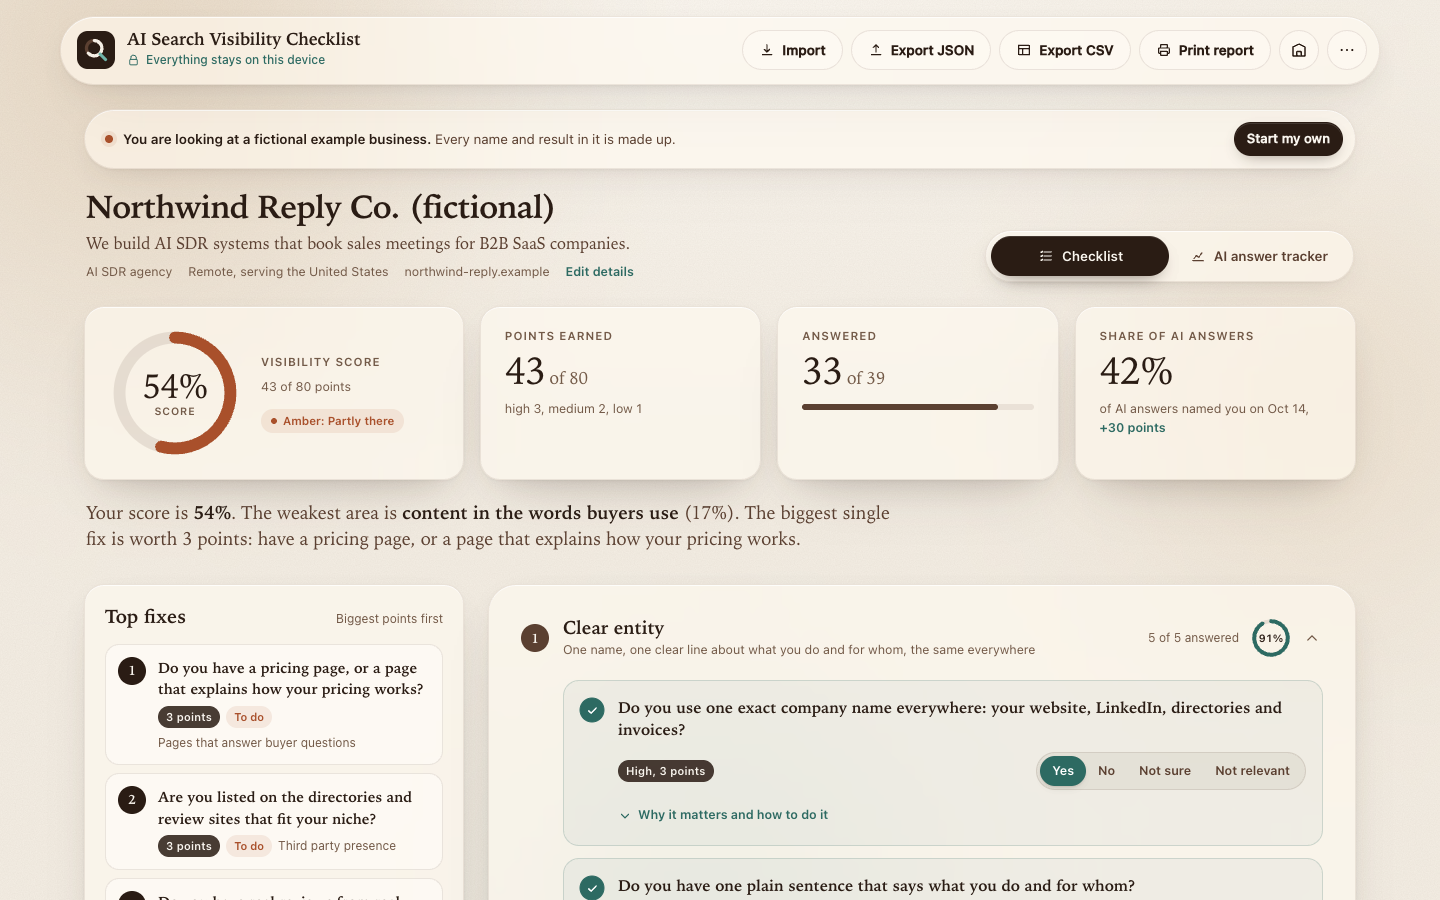 AI Search Visibility Checklist
Everything stays on this device
Import
Export JSON
Export CSV
Print report
You are looking at a fictional example business. Every name and result in it is made up.
Start my own
Northwind Reply Co. (fictional)
We build AI SDR systems that book sales meetings for B2B SaaS companies.
AI SDR agency Remote, serving the United States northwind-reply.example Edit details
Checklist
AI answer tracker
54%
SCORE
VISIBILITY SCORE
43 of 80 points
Amber: Partly there
POINTS EARNED
43 of 80
high 3, medium 2, low 1
ANSWERED
33 of 39
SHARE OF AI ANSWERS
42%
of AI answers named you on Oct 14,
+30 points
Your score is 54%. The weakest area is content in the words buyers use (17%). The biggest single
fix is worth 3 points: have a pricing page, or a page that explains how your pricing works.
Top fixes
Biggest points first
1
Do you have a pricing page, or a page
that explains how your pricing works?
3 points To do
Pages that answer buyer questions
2
Are you listed on the directories and
review sites that fit your niche?
3 points To do Third party presence
1
Clear entity
One name, one clear line about what you do and for whom, the same everywhere
5 of 5 answered
91%
Do you use one exact company name everywhere: your website, LinkedIn, directories and
invoices?
High, 3 points
Yes No Not sure Not relevant
Why it matters and how to do it
Do you have one plain sentence that says what you do and for whom?